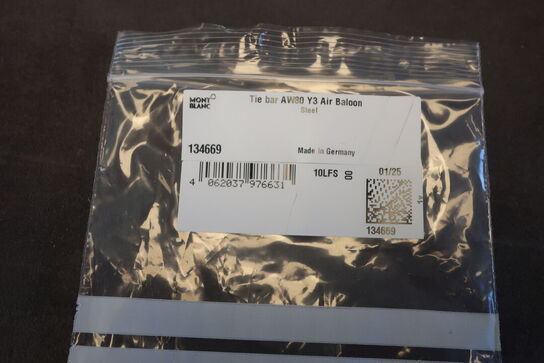 MONT
BLANC
Tie bar AW80 Y3 Air Baloon
Steel
134669
Made in Germany
10LFS 00
01/25
4 062037 976631
134669